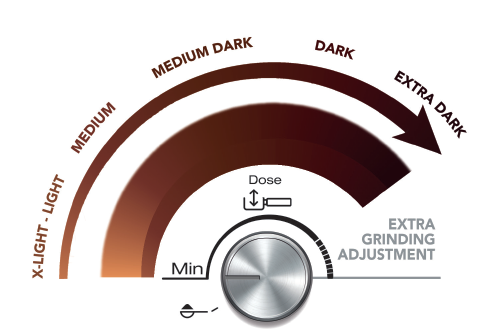 X-LIGHT - LIGHT
MEDIUM
MEDIUM DARK
DARK
EXTRA DARK
Dose
Min
EXTRA
GRINDING
ADJUSTMENT